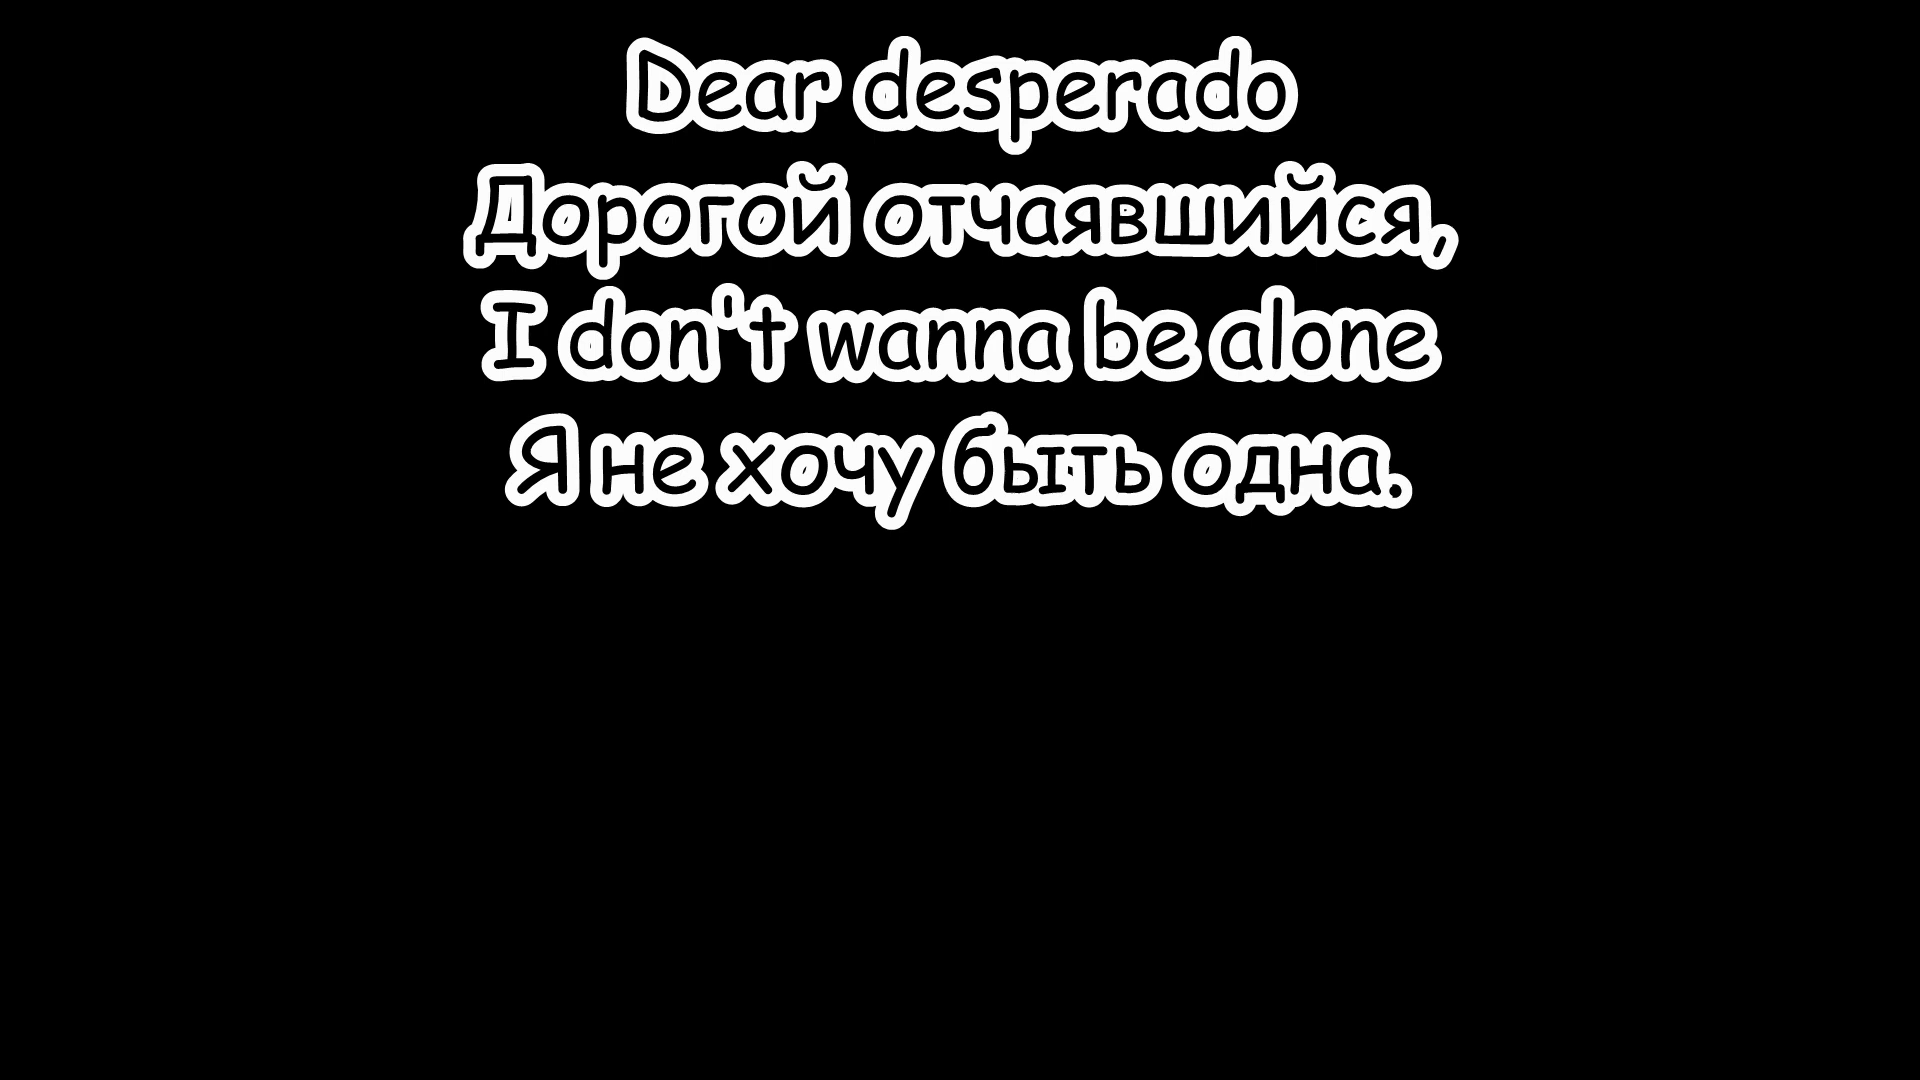 Dear desperado
Дорогой отчаявшийся,
I don't wanna be alone
Я не хочу быть одна.